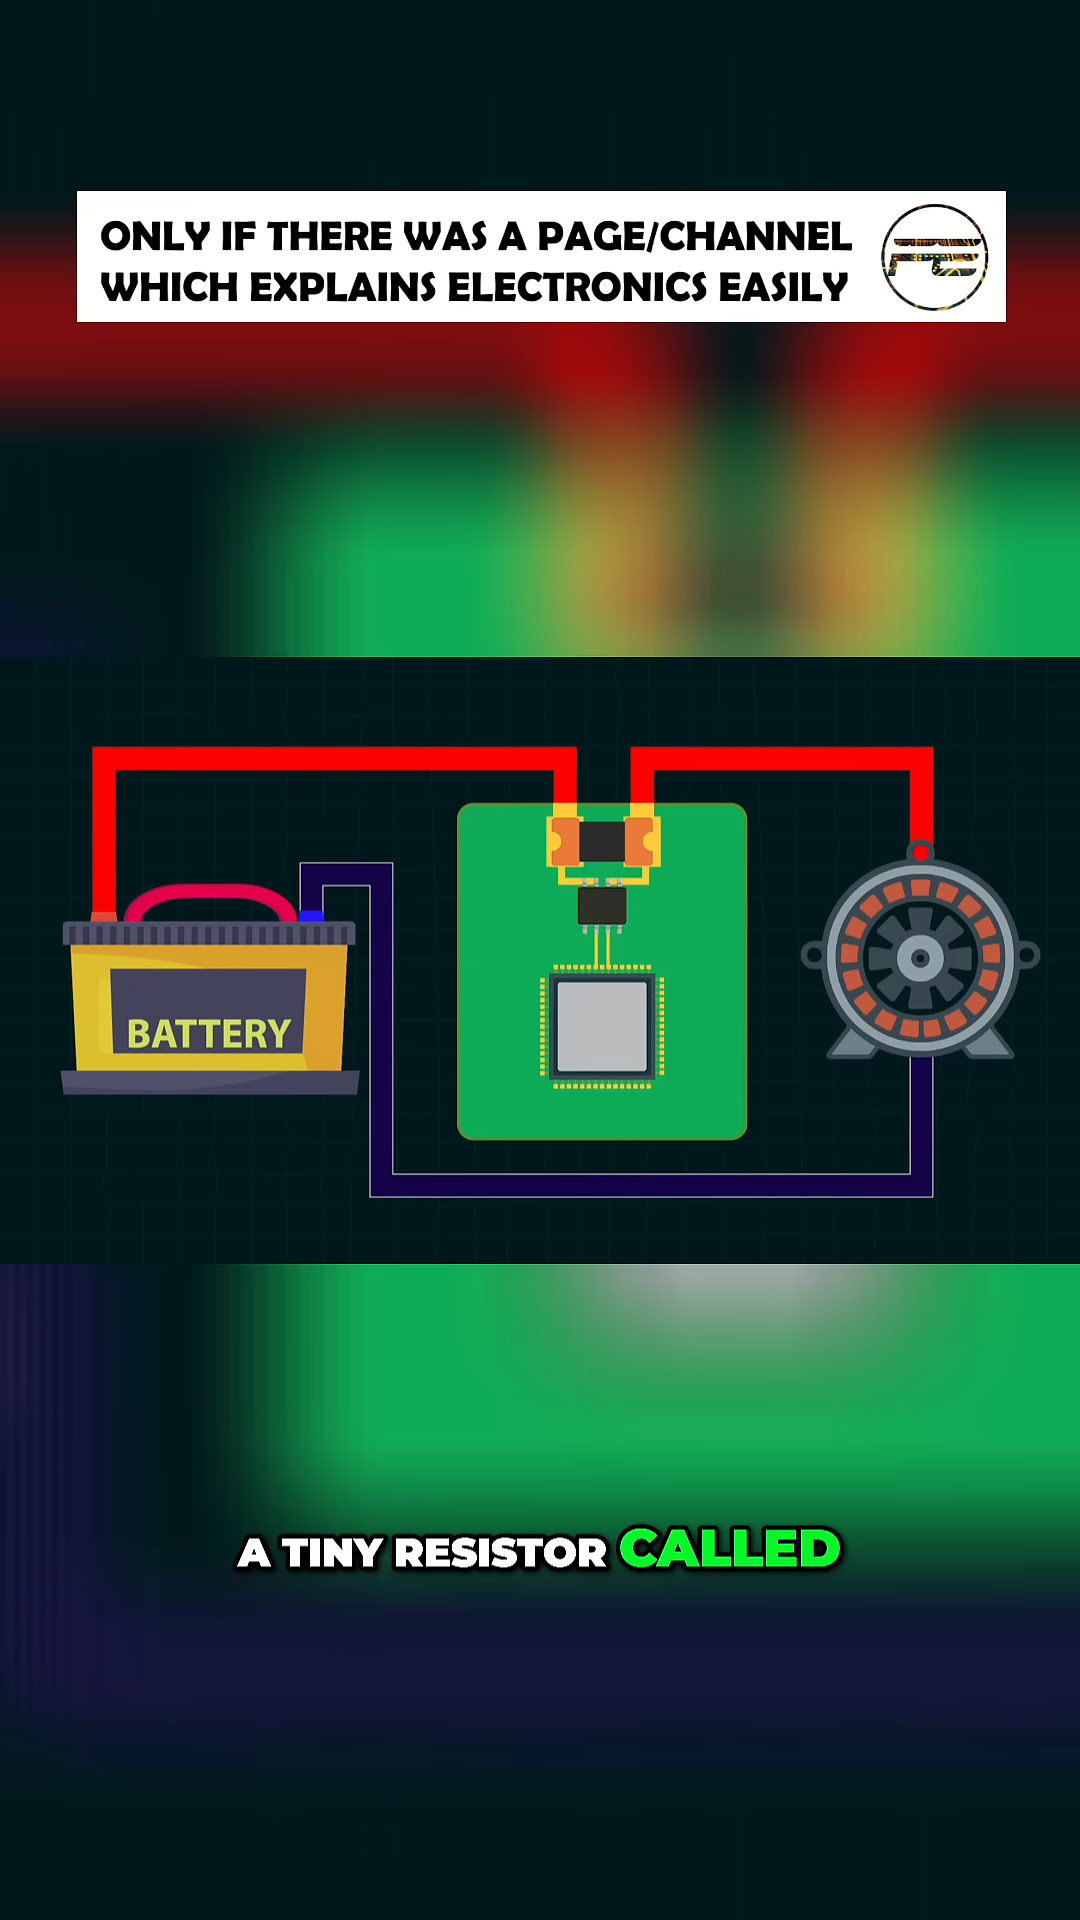 ONLY IF THERE WAS A PAGE/CHANNEL
WHICH EXPLAINS ELECTRONICS EASILY
BATTERY
A TINY RESISTOR CALLED